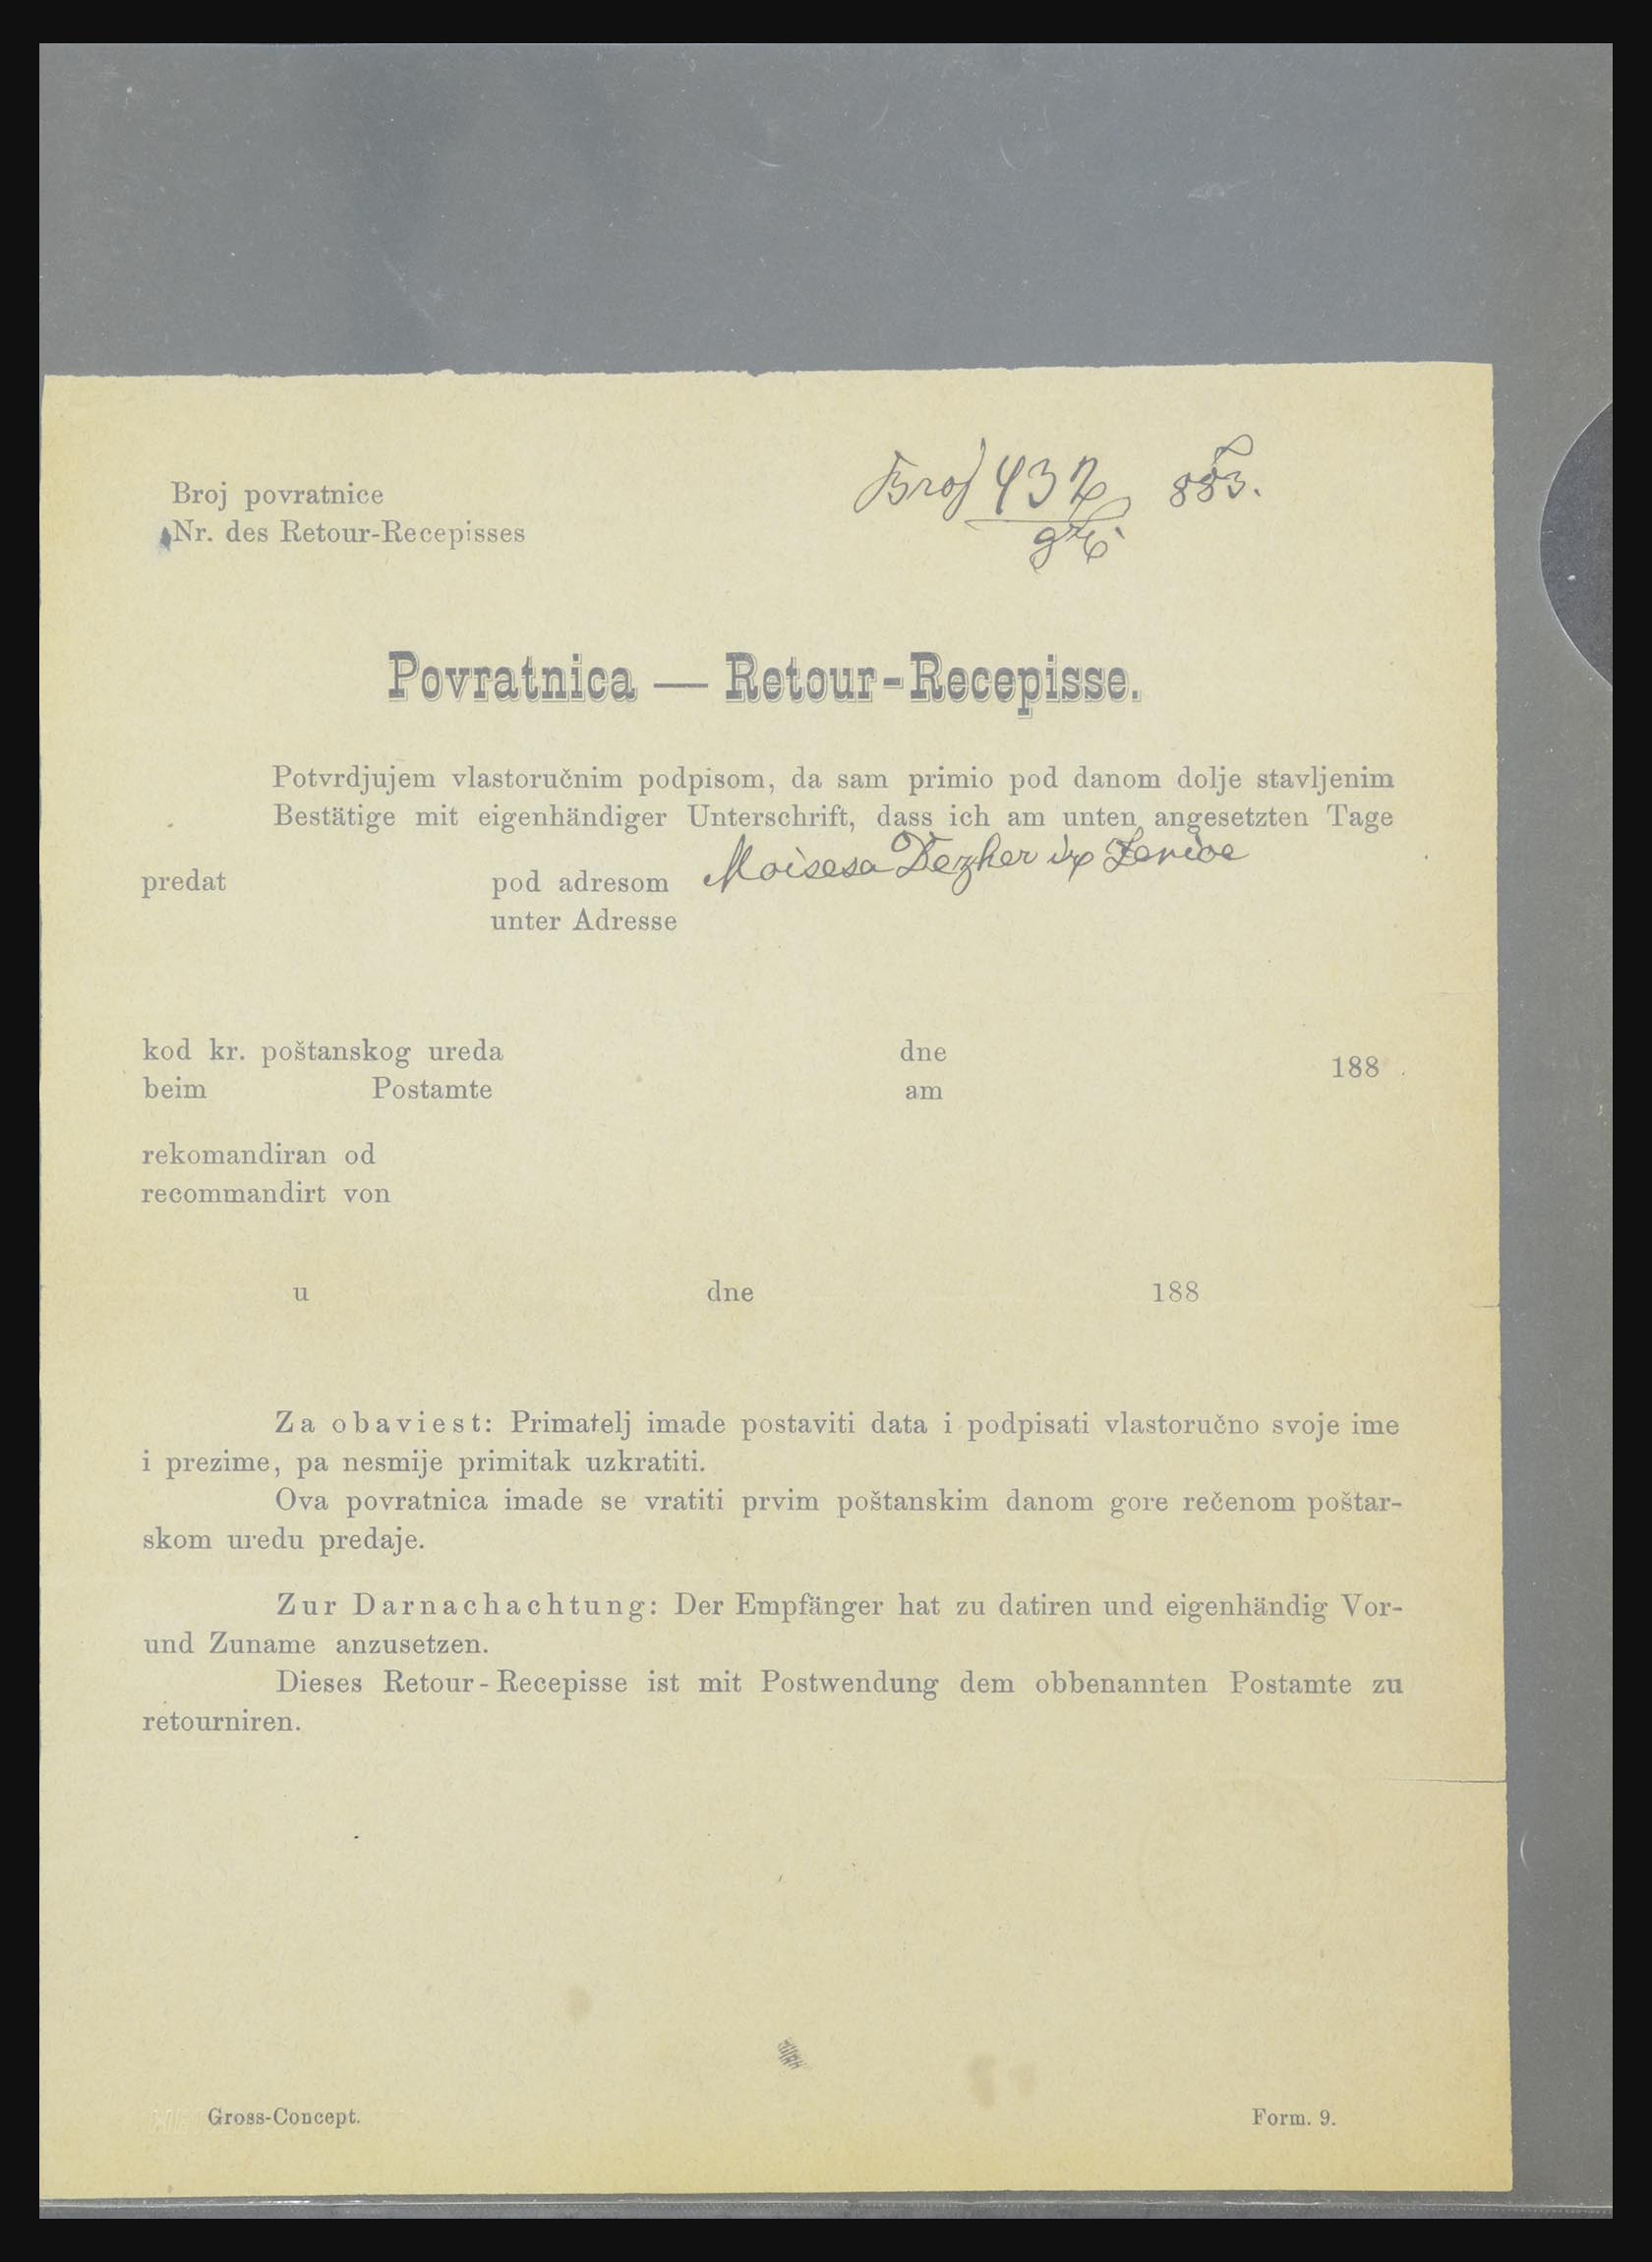 Broj povratnice
Nr. des Retour-Recepisses
Broj 437 883.
Povratnica — Retour-Recepisse.
Potvrdjujem vlastoručnim podpisom, da sam primio pod danom dolje stavljenim
Bestätige mit eigenhändiger Unterschrift, dass ich am unten angesetzten Tage
predat pod adresom Moisesa
unter Adresse
kod kr. poštanskog ureda dne 188 .
beim Postamte am
rekomandiran od
recommandirt von
u dne 188
Za obaviest: Primatelj imade postaviti data i podpisati vlastoručno svoje ime
i prezime, pa nesmije primitak uzkratiti.
Ova povratnica imade se vratiti prvim poštanskim danom gore rečenom poštar-
skom uredu predaje.
Zur Darnachachtung: Der Empfänger hat zu datiren und eigenhändig Vor-
und Zuname anzusetzen.
Dieses Retour-Recepisse ist mit Postwendung dem obbenannten Postamte zu
retourniren.
Gross-Concept. Form. 9.